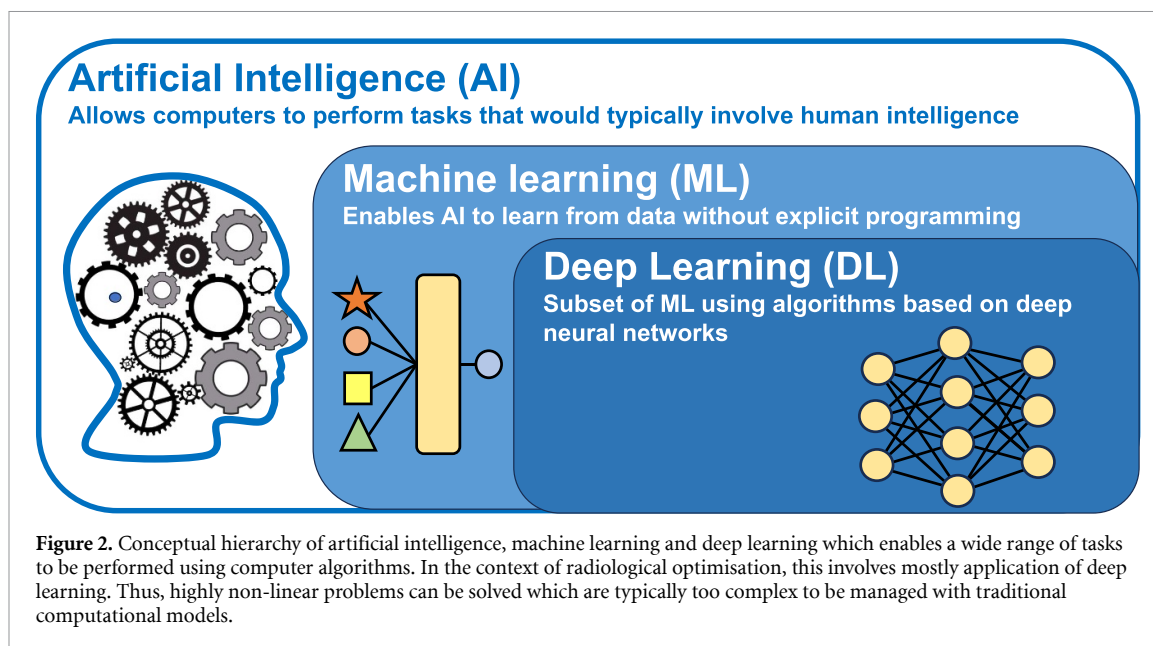 Artificial Intelligence (AI)
Allows computers to perform tasks that would typically involve human intelligence
Machine learning (ML)
Enables AI to learn from data without explicit programming
Deep Learning (DL)
Subset of ML using algorithms based on deep
neural networks
Figure 2. Conceptual hierarchy of artificial intelligence, machine learning and deep learning which enables a wide range of tasks
to be performed using computer algorithms. In the context of radiological optimisation, this involves mostly application of deep
learning. Thus, highly non-linear problems can be solved which are typically too complex to be managed with traditional
computational models.